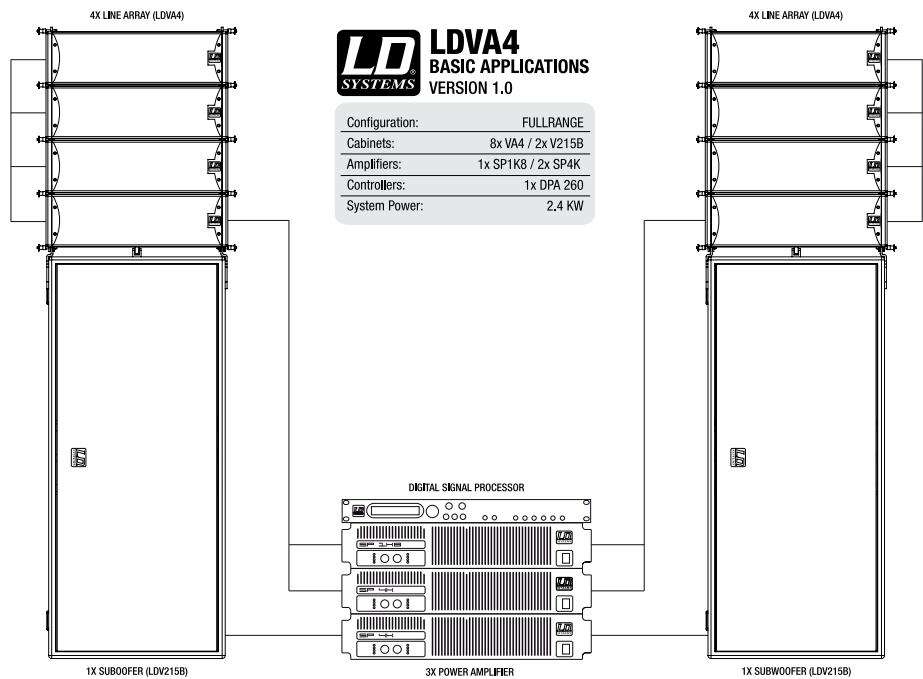 4X LINE ARRAY (LDVA4)
4X LINE ARRAY (LDVA4)
LD
SYSTEMS
LDVA4
BASIC APPLICATIONS
VERSION 1.0
Configuration: FULLRANGE
Cabinets: 8x VA4 / 2x V215B
Amplifiers: 1x SP1K8 / 2x SP4K
Controllers: 1x DPA 260
System Power: 2.4 KW
DIGITAL SIGNAL PROCESSOR
SP 1K8
SP 4K
SP 4K
1X SUBOOFER (LDV215B)
3X POWER AMPLIFIER
1X SUBWOOFER (LDV215B)